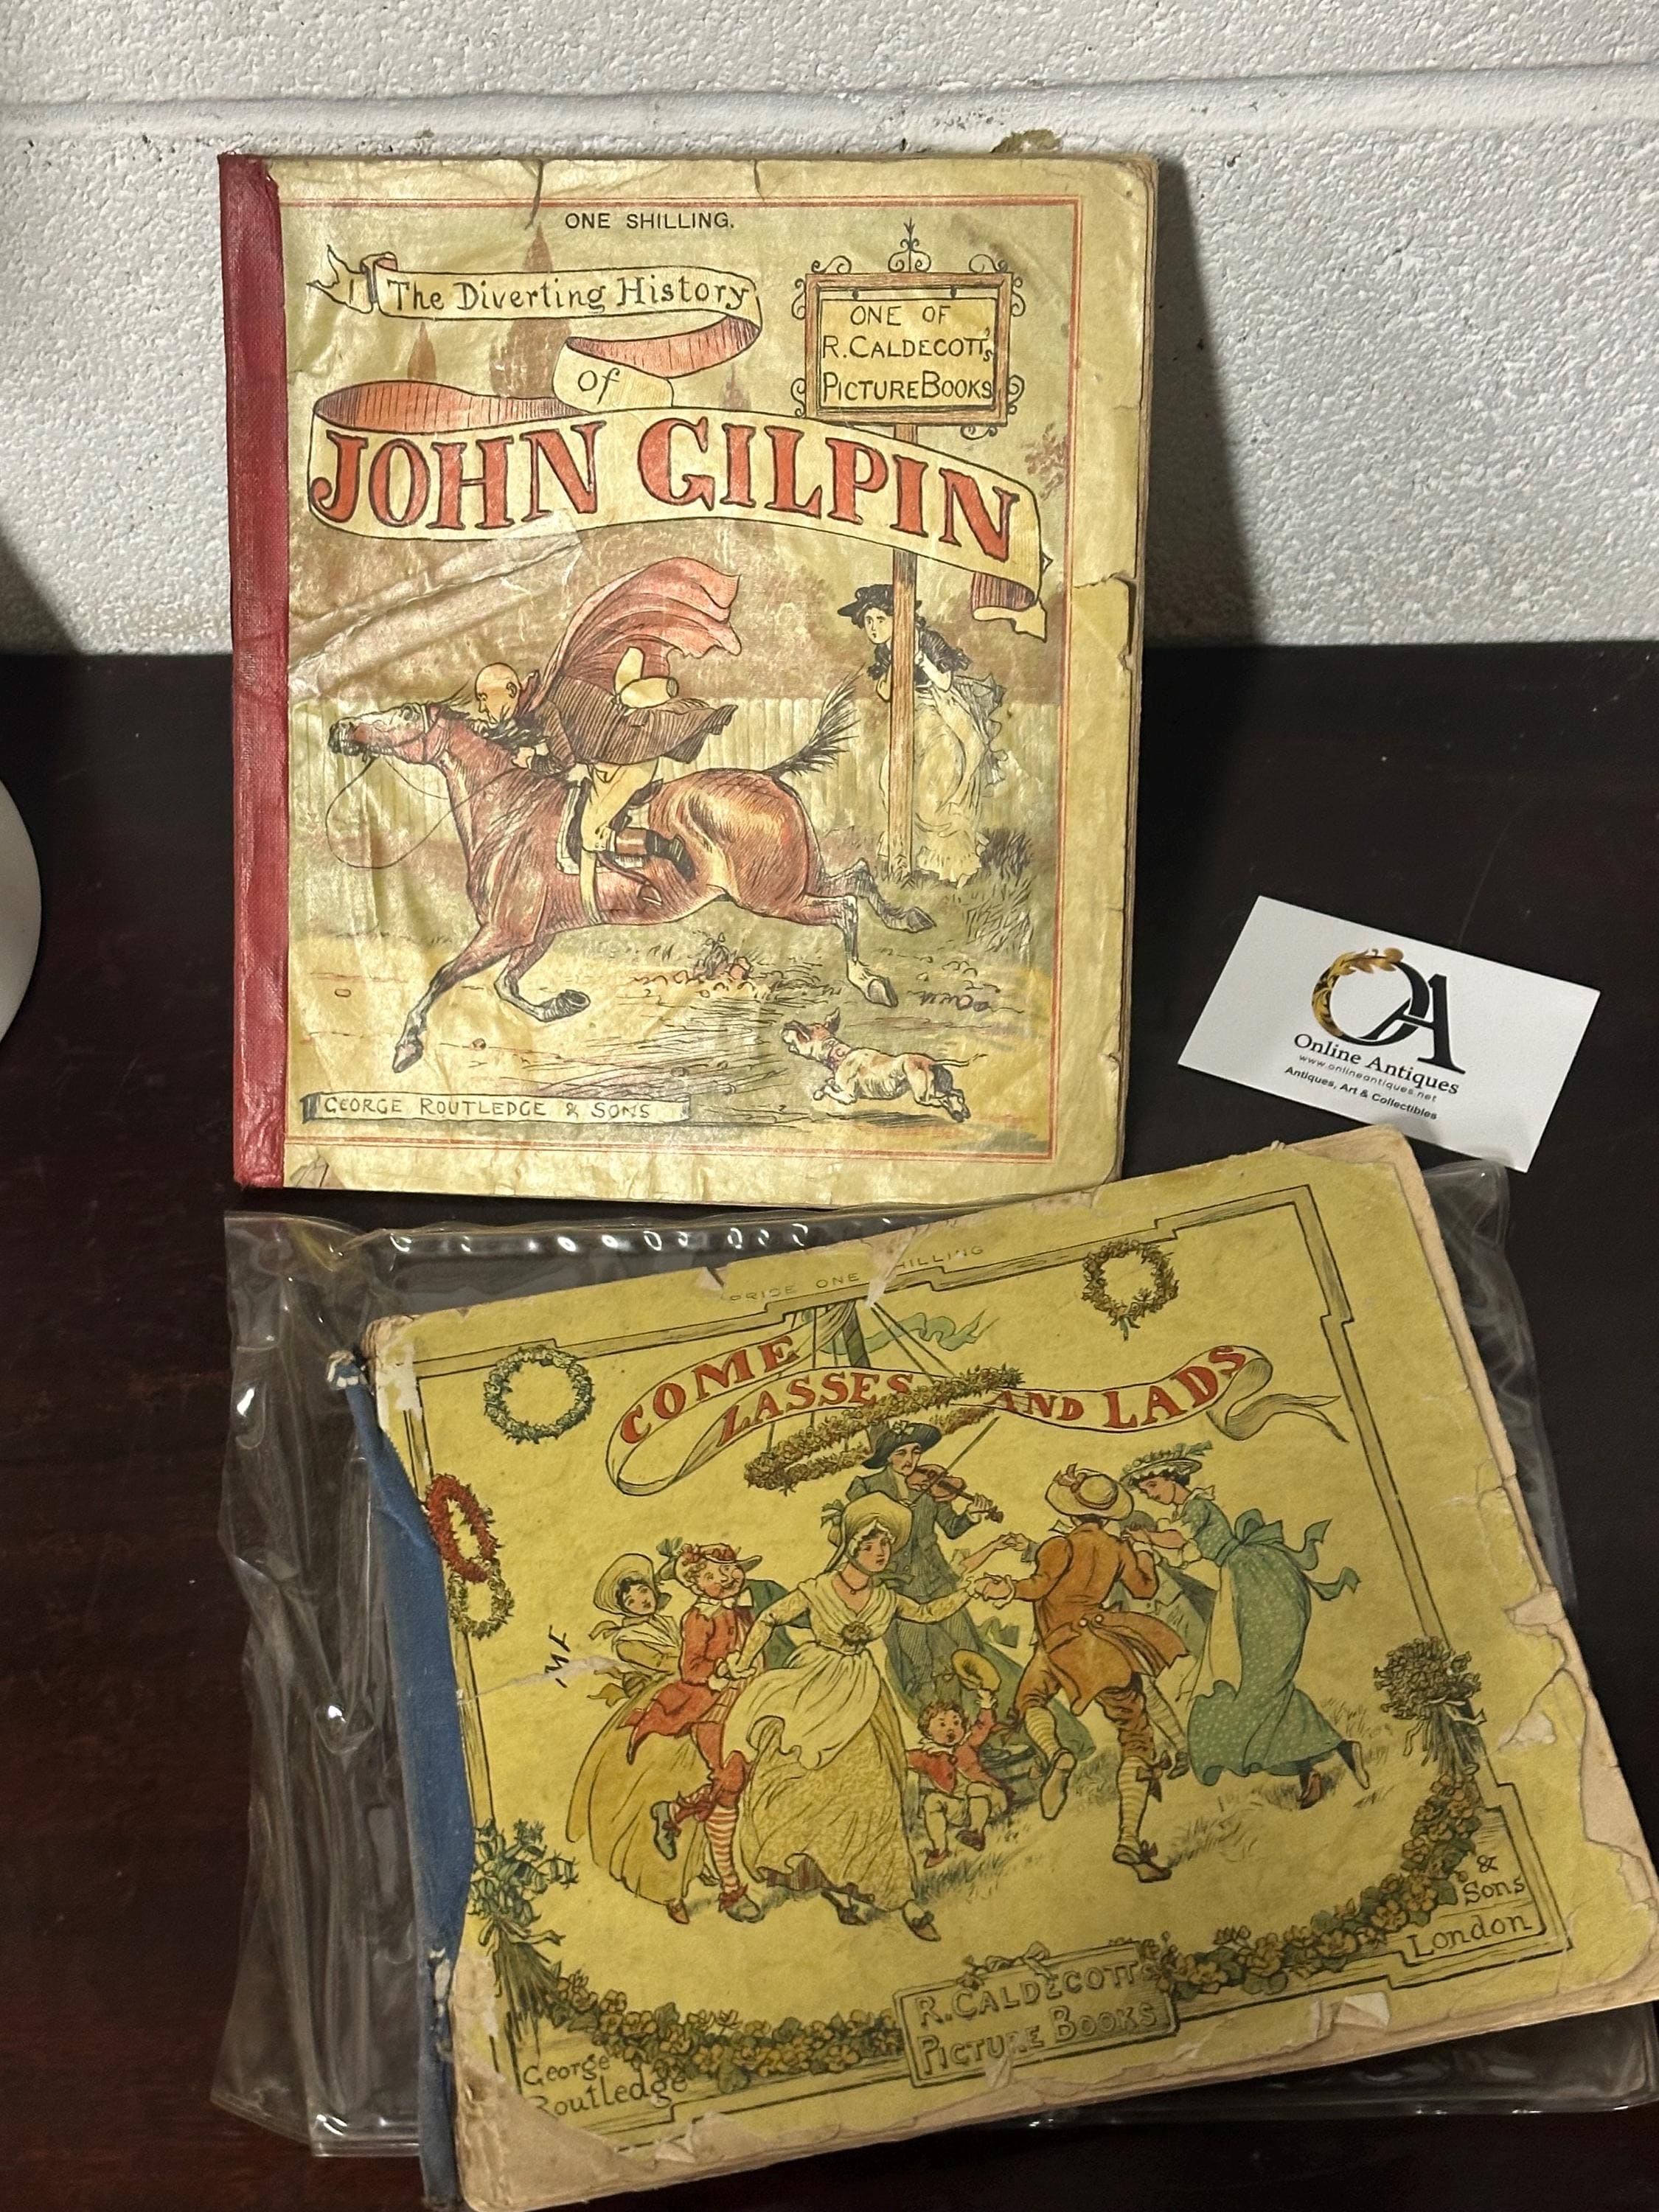 ONE SHILLING.
The Diverting History
of
JOHN GILPIN
ONE OF
R. CALDECOTT'S
PICTURE BOOKS
GEORGE ROUTLEDGE & SONS
OA
Online Antiques
www.onlineantiques.net
Antiques, Art & Collectibles
PRICE ONE SHILLING
COME
LASSES AND LADS
MF
& Sons
London
R. CALDECOTT'S
PICTURE BOOKS
George
Routledge